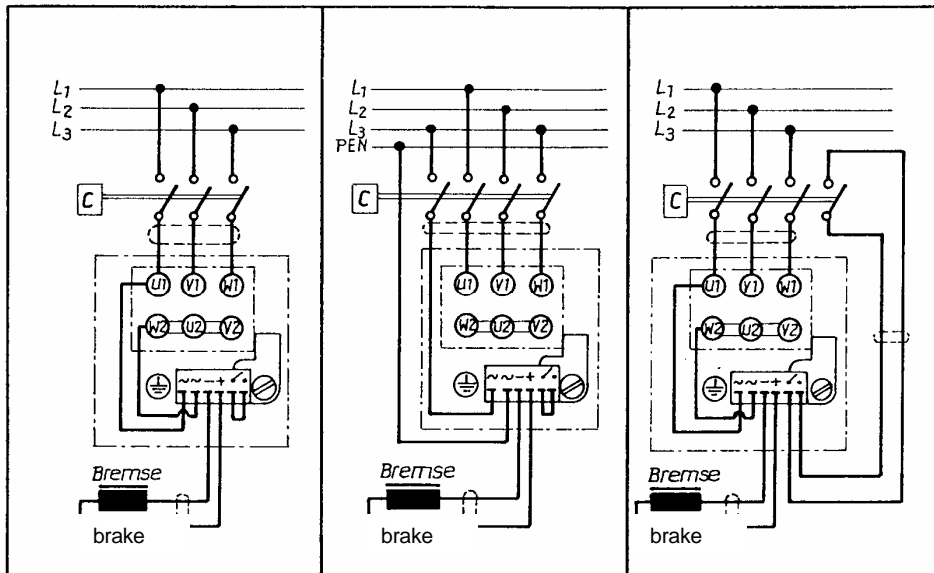 L1
L2
L3
C
U1 V1 W1
W2 U2 V2
~ ~ - +
Bremse
brake
L1
L2
L3
PEN
C
U1 V1 W1
W2 U2 V2
~ ~ - +
Bremse
brake
L1
L2
L3
C
U1 V1 W1
W2 U2 V2
~ ~ - +
Bremse
brake